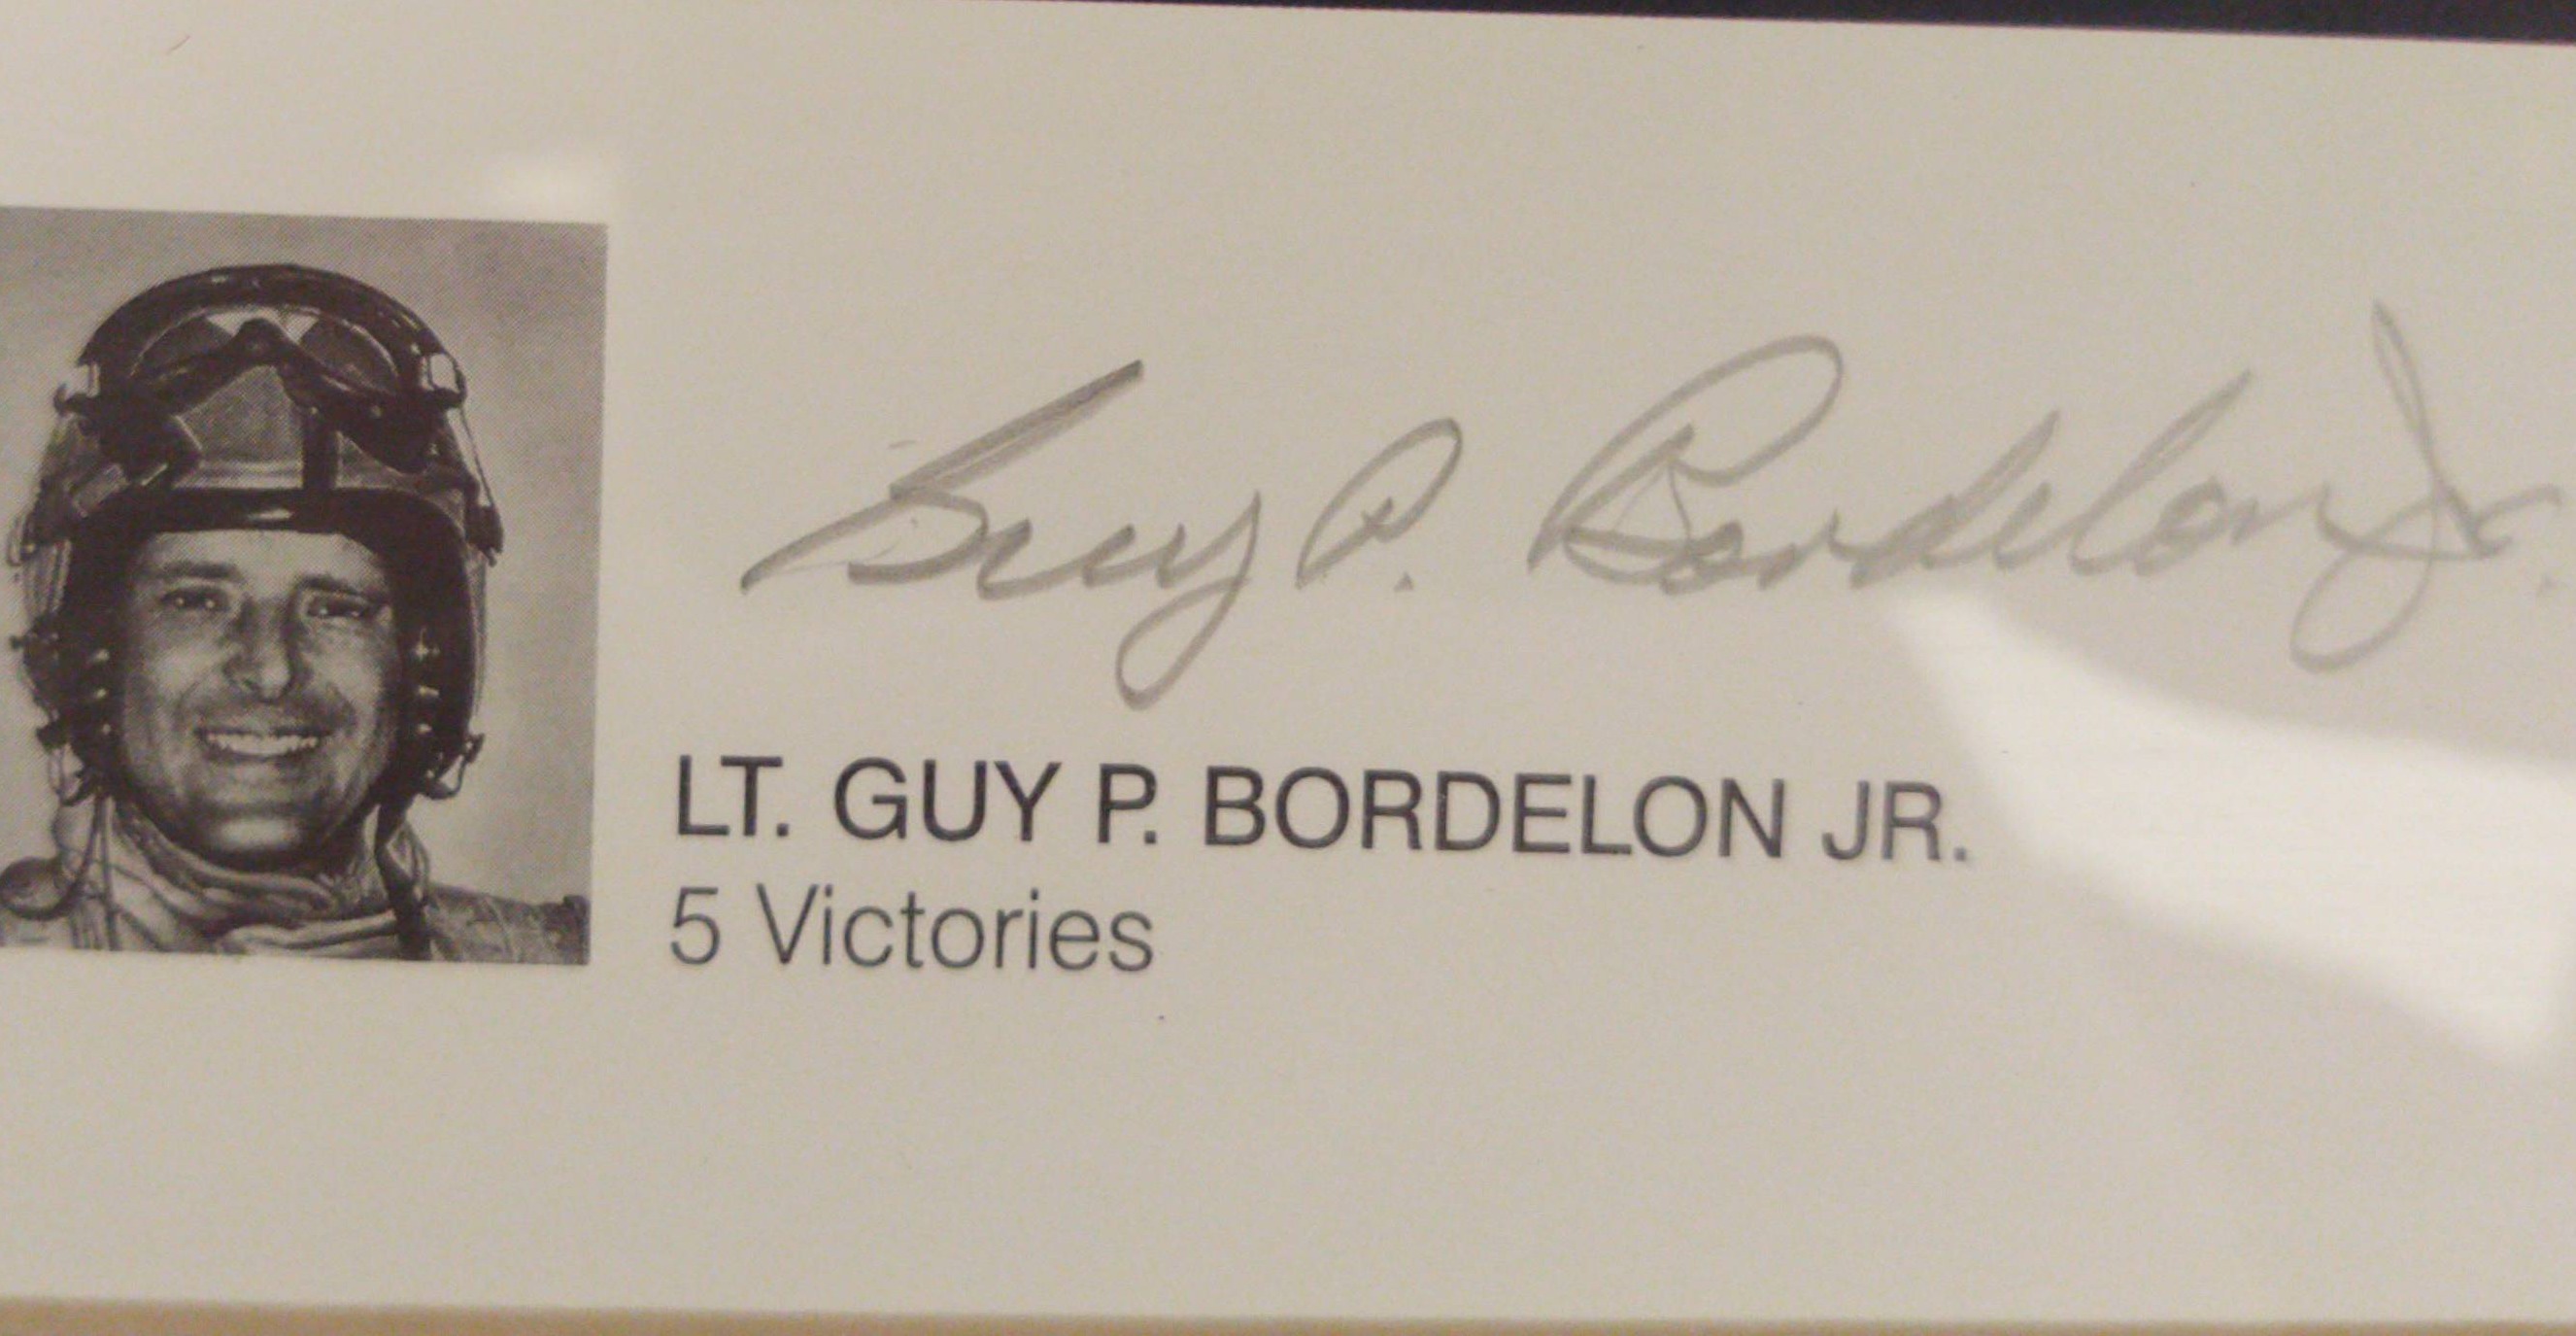 Guy P. Bordelon Jr.
LT. GUY P. BORDELON JR.
5 Victories